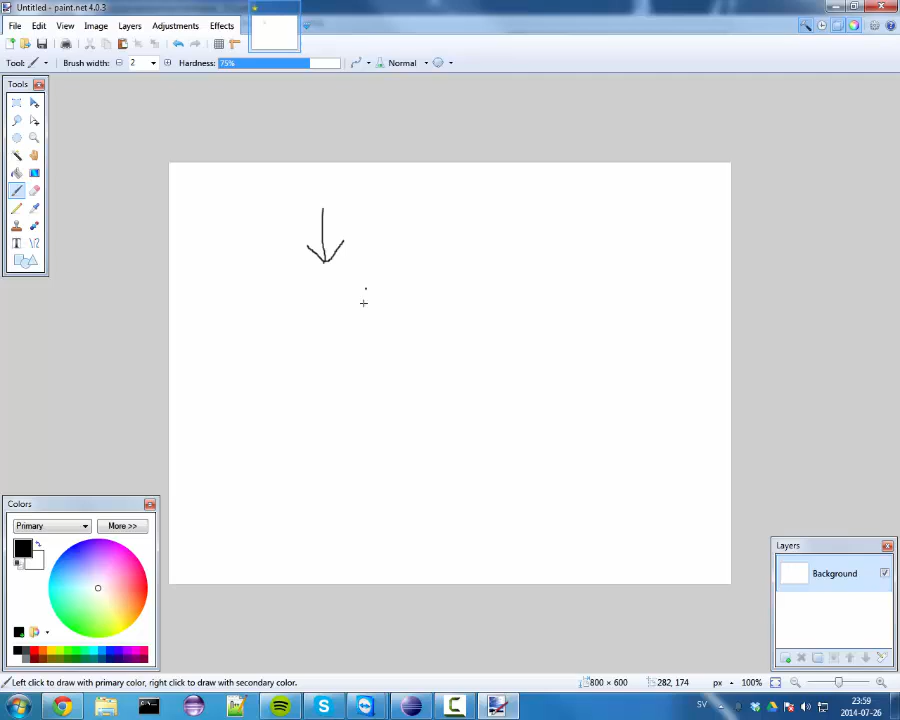 Untitled - paint.net 4.0.3
File Edit View Image Layers Adjustments Effects
Tool: Brush width: 2 Hardness: 75% Normal
Tools
Colors
Primary More >>
Layers
Background
Left click to draw with primary color, right click to draw with secondary color.
800 × 600 282, 174 px 100%
SV 23:59
2014-07-26